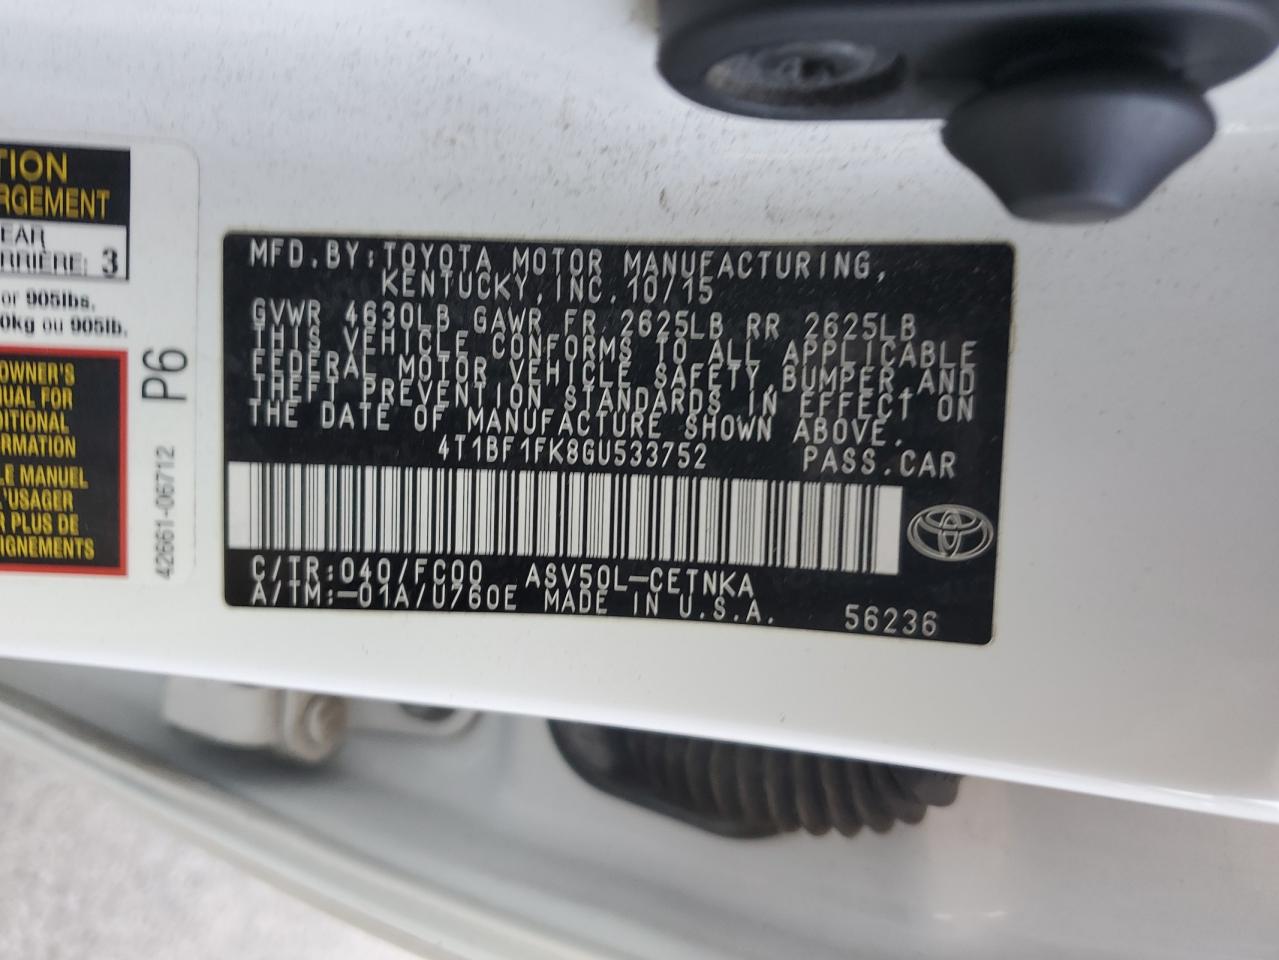 TION
RGEMENT
EAR
RRIÈRE: 3
or 905lbs.
0kg ou 905lb.
OWNER'S
NUAL FOR
DDITIONAL
ORMATION
LE MANUEL
L'USAGER
R PLUS DE
IGNEMENTS
P6
42661-06712
MFD.BY:TOYOTA MOTOR MANUFACTURING,
KENTUCKY,INC.10/15
GVWR 4630LB GAWR FR 2625LB RR 2625LB
THIS VEHICLE CONFORMS TO ALL APPLICABLE
FEDERAL MOTOR VEHICLE SAFETY,BUMPER,AND
THEFT PREVENTION STANDARDS IN EFFECT ON
THE DATE OF MANUFACTURE SHOWN ABOVE.
4T1BF1FK8GU533752 PASS.CAR
C/TR:040/FC00 ASV50L-CETNKA
A/TM:-01A/U760E MADE IN U.S.A. 56236